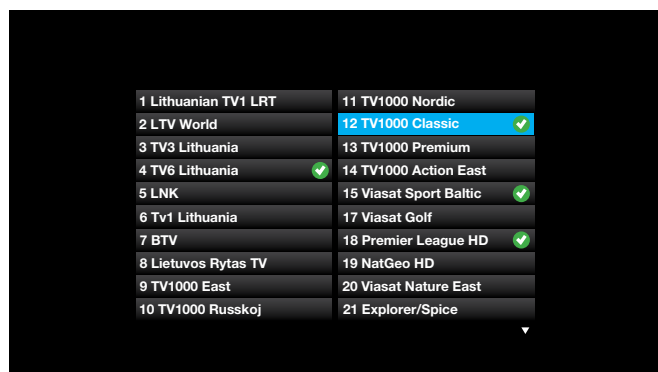 1 Lithuanian TV1 LRT
2 LTV World
3 TV3 Lithuania
4 TV6 Lithuania
5 LNK
6 Tv1 Lithuania
7 BTV
8 Lietuvos Rytas TV
9 TV1000 East
10 TV1000 Russkoj
11 TV1000 Nordic
12 TV1000 Classic
13 TV1000 Premium
14 TV1000 Action East
15 Viasat Sport Baltic
17 Viasat Golf
18 Premier League HD
19 NatGeo HD
20 Viasat Nature East
21 Explorer/Spice